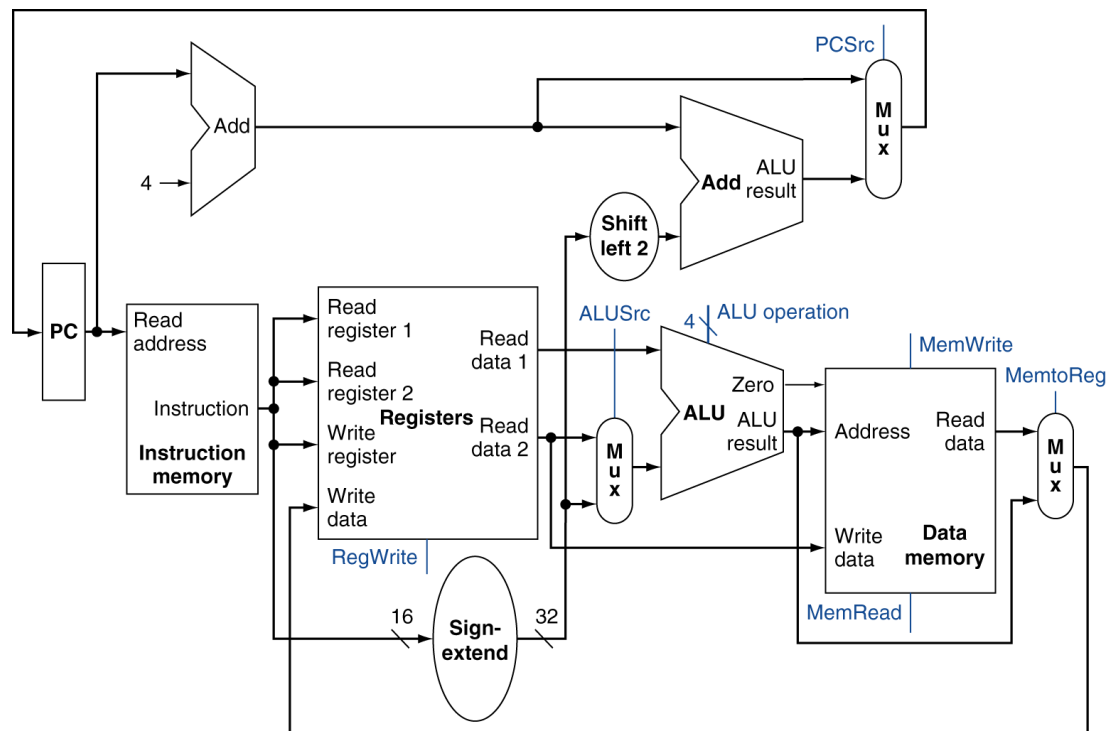 PCSrc
M
u
x
Add
4
Add
ALU
result
Shift
left 2
PC
Read
address
Instruction
Instruction
memory
Read
register 1
Read
register 2
Write
register
Write
data
Registers
Read
data 1
Read
data 2
RegWrite
16
Sign-
extend
32
ALUSrc
M
u
x
4
ALU operation
Zero
ALU
ALU
result
MemWrite
Address
Read
data
Write
data
Data
memory
MemRead
MemtoReg
M
u
x